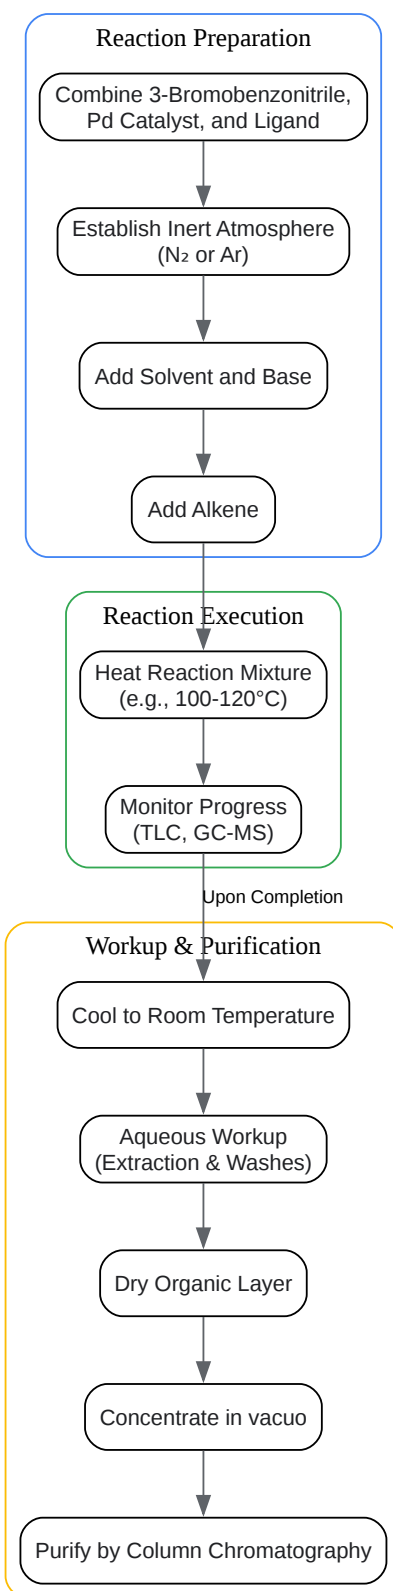 Reaction Preparation
Combine 3-Bromobenzonitrile,
Pd Catalyst, and Ligand
Establish Inert Atmosphere
(N₂ or Ar)
Add Solvent and Base
Add Alkene
Reaction Execution
Heat Reaction Mixture
(e.g., 100-120°C)
Monitor Progress
(TLC, GC-MS)
Upon Completion
Workup & Purification
Cool to Room Temperature
Aqueous Workup
(Extraction & Washes)
Dry Organic Layer
Concentrate in vacuo
Purify by Column Chromatography